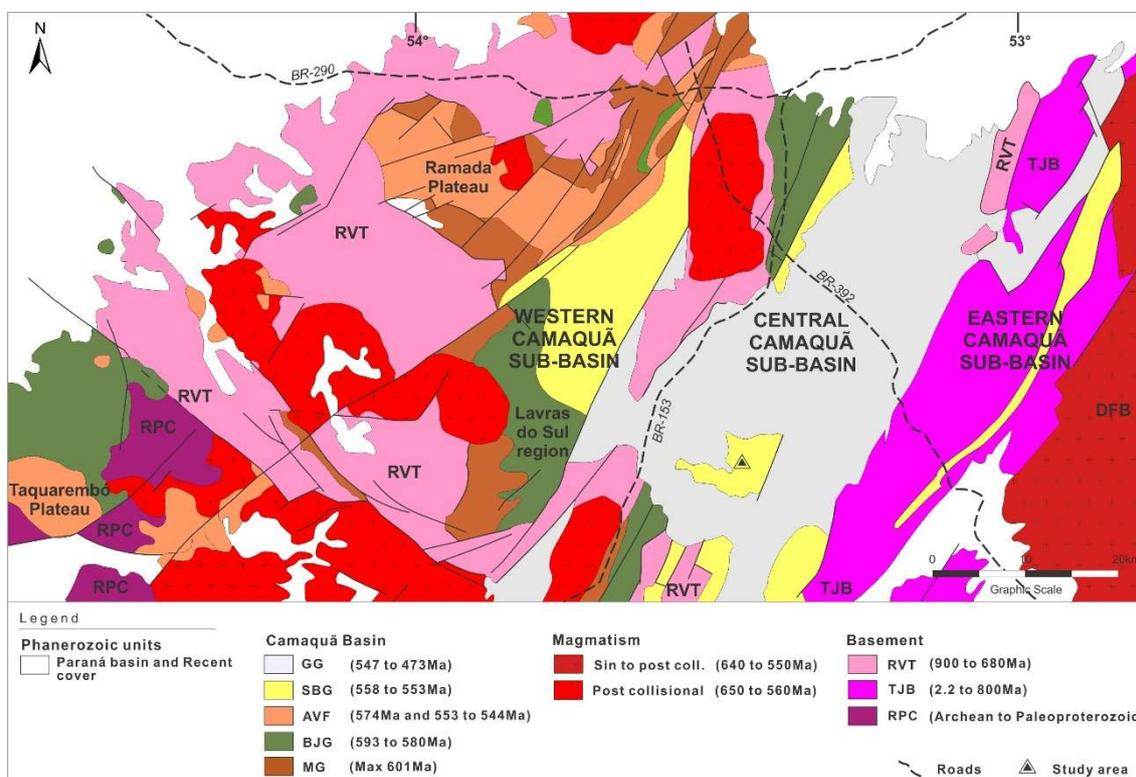 N
54°
53°
BR-290
Ramada
Plateau
RVT
TJB
RVT
BR-392
WESTERN
CAMAQUÃ
SUB-BASIN
CENTRAL
CAMAQUÃ
SUB-BASIN
EASTERN
CAMAQUÃ
SUB-BASIN
RVT
Lavras
do Sul
region
BR-153
DFB
RPC
RVT
Taquarembó
Plateau
RPC
RPC
RVT
TJB
0 10 20km
Graphic Scale
Legend
Phanerozoic units
Paraná basin and Recent
cover
Camaquã Basin
GG (547 to 473Ma)
SBG (558 to 553Ma)
AVF (574Ma and 553 to 544Ma)
BJG (593 to 580Ma)
MG (Max 601Ma)
Magmatism
Sin to post coll. (640 to 550Ma)
Post collisional (650 to 560Ma)
Basement
RVT (900 to 680Ma)
TJB (2.2 to 800Ma)
RPC (Archean to Paleoproterozoic
Roads
Study area